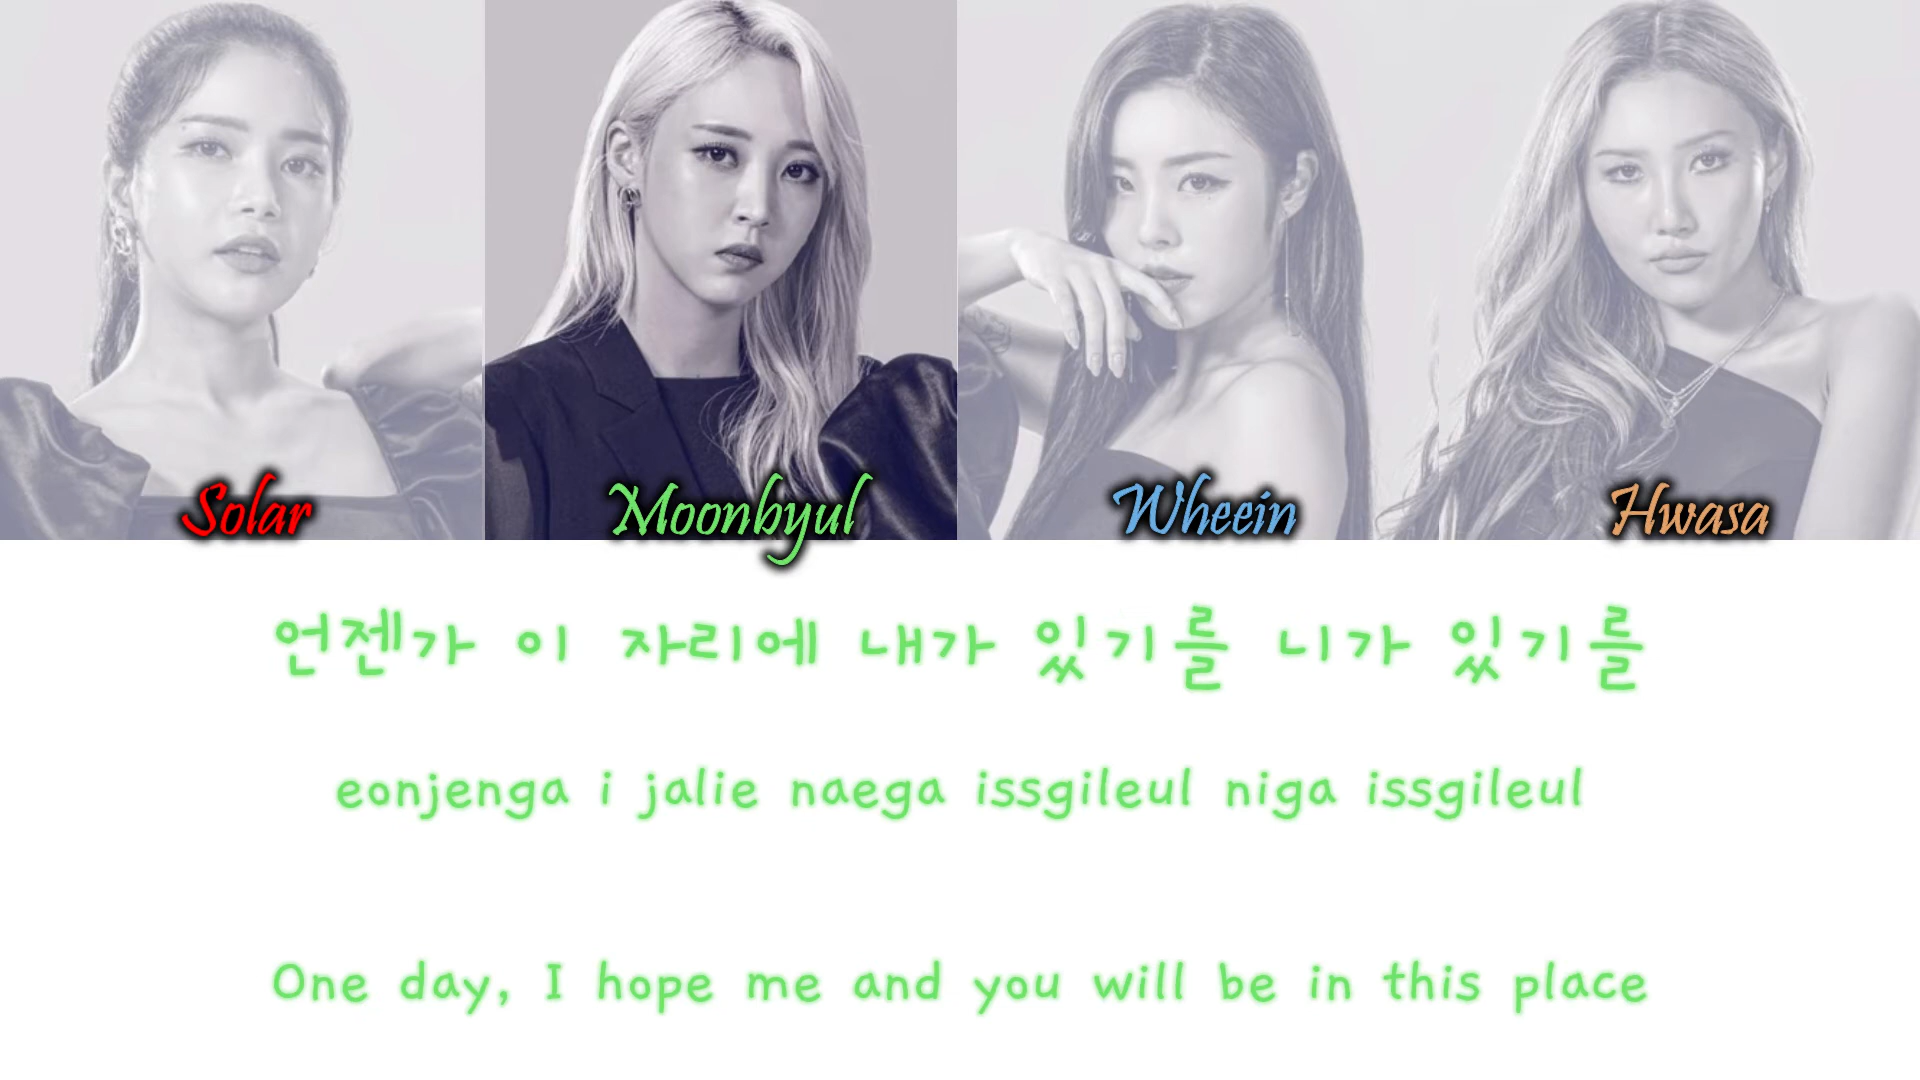 Solar Moonbyul Wheein Hwasa
언젠가 이 자리에 내가 있기를 니가 있기를
eonjenga i jalie naega issgileul niga issgileul
One day, I hope me and you will be in this place